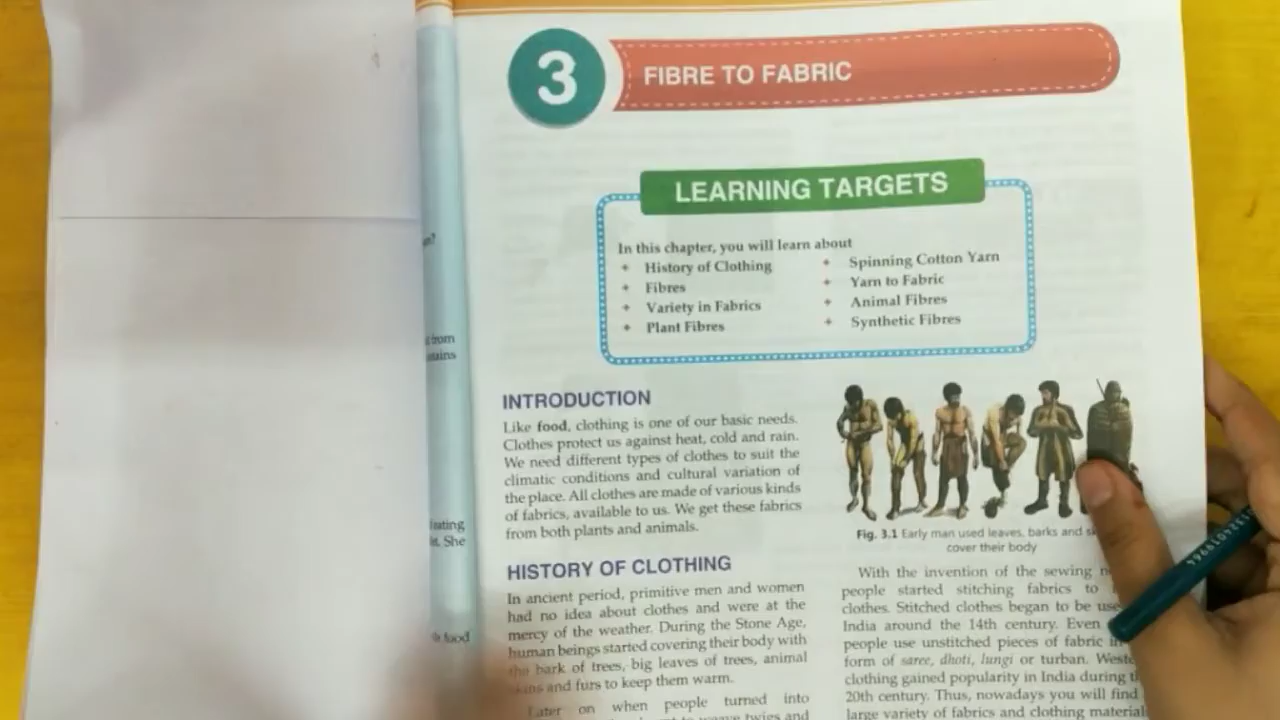 3
FIBRE TO FABRIC
LEARNING TARGETS
In this chapter, you will learn about
History of Clothing
Fibres
Variety in Fabrics
Plant Fibres
Spinning Cotton Yarn
Yarn to Fabric
Animal Fibres
Synthetic Fibres
INTRODUCTION
Like food, clothing is one of our basic needs.
Clothes protect us against heat, cold and rain.
We need different types of clothes to suit the
climatic conditions and cultural variation of
the place. All clothes are made of various kinds
of fabrics, available to us. We get these fabrics
from both plants and animals.
HISTORY OF CLOTHING
In ancient period, primitive men and women
had no idea about clothes and were at the
mercy of the weather. During the Stone Age,
human beings started covering their body with
the bark of trees, big leaves of trees, animal
skins and furs to keep them warm.
Later on when people turned into
to weave twigs and
Fig. 3.1 Early man used leaves, barks and
cover their body
With the invention of the sewing
people started stitching fabrics to
clothes. Stitched clothes began to be
India around the 14th century. Even
people use unstitched pieces of fabric
form of saree, dhoti, lungi or turban.
clothing gained popularity in India during
20th century. Thus, nowadays you will find
large variety of fabrics and clothing material
from
She
food